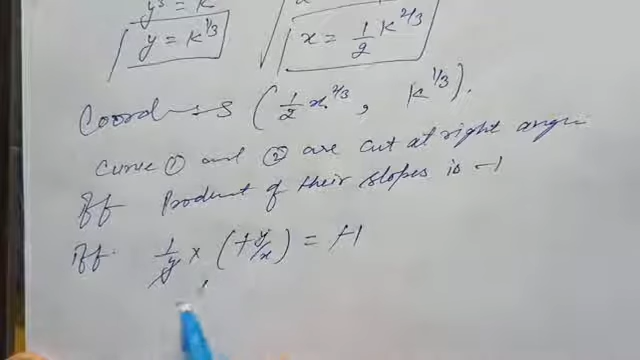 y³ = k
y = k^1/3
x = 1/2 k^2/3
Coord-s (1/2 x^2/3, k^1/3).
Curve ① and ② are cut at right angle
Iff Product of their slopes is -1
Iff. 1/y × (+y/x) = +1